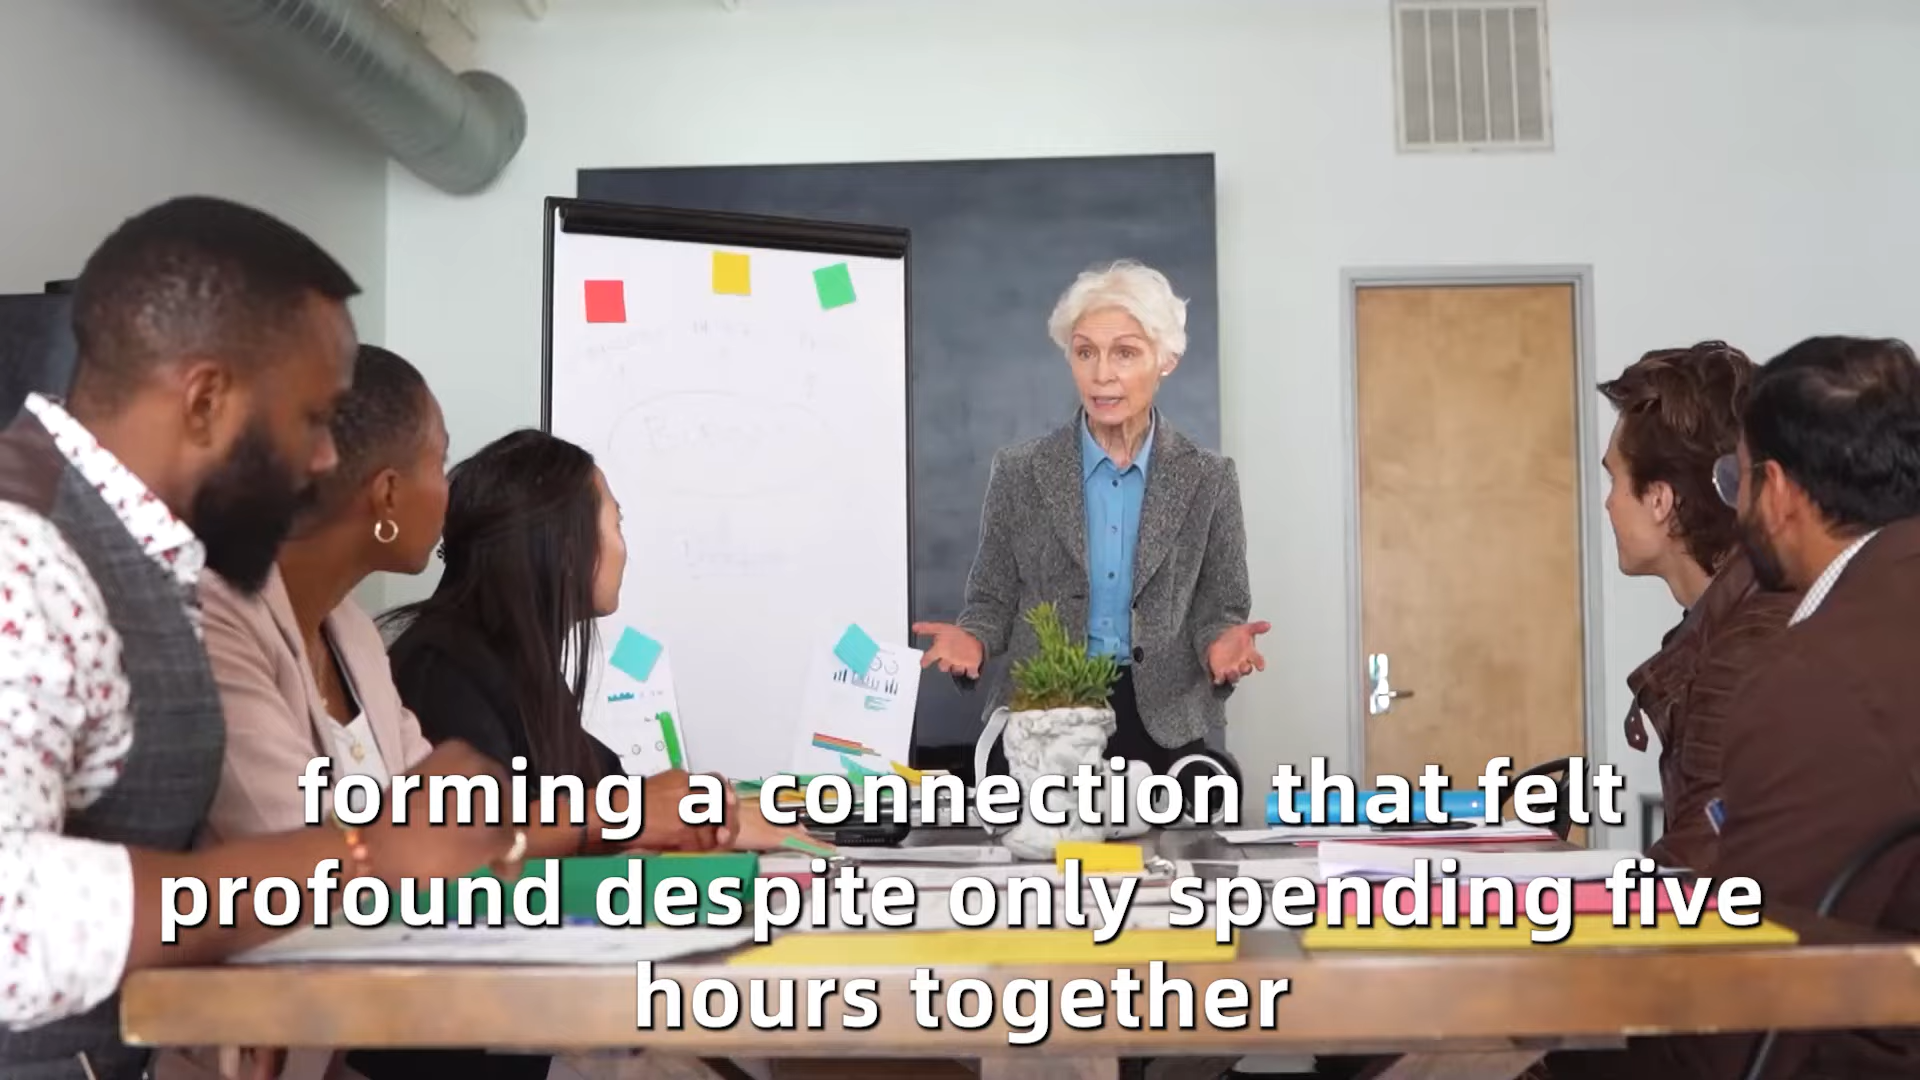 forming a connection that felt
profound despite only spending five
hours together